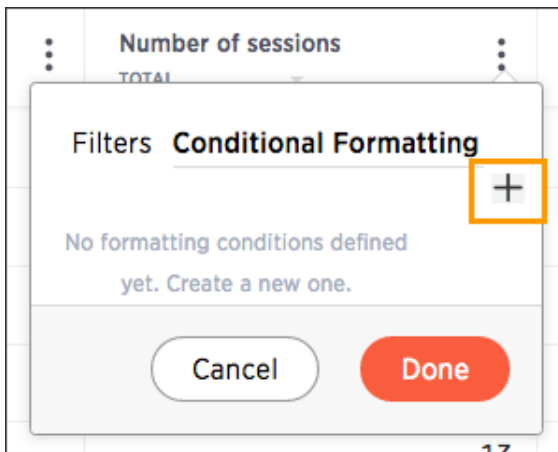 Number of sessions
TOTAL
Filters Conditional Formatting
No formatting conditions defined
yet. Create a new one.
Cancel Done